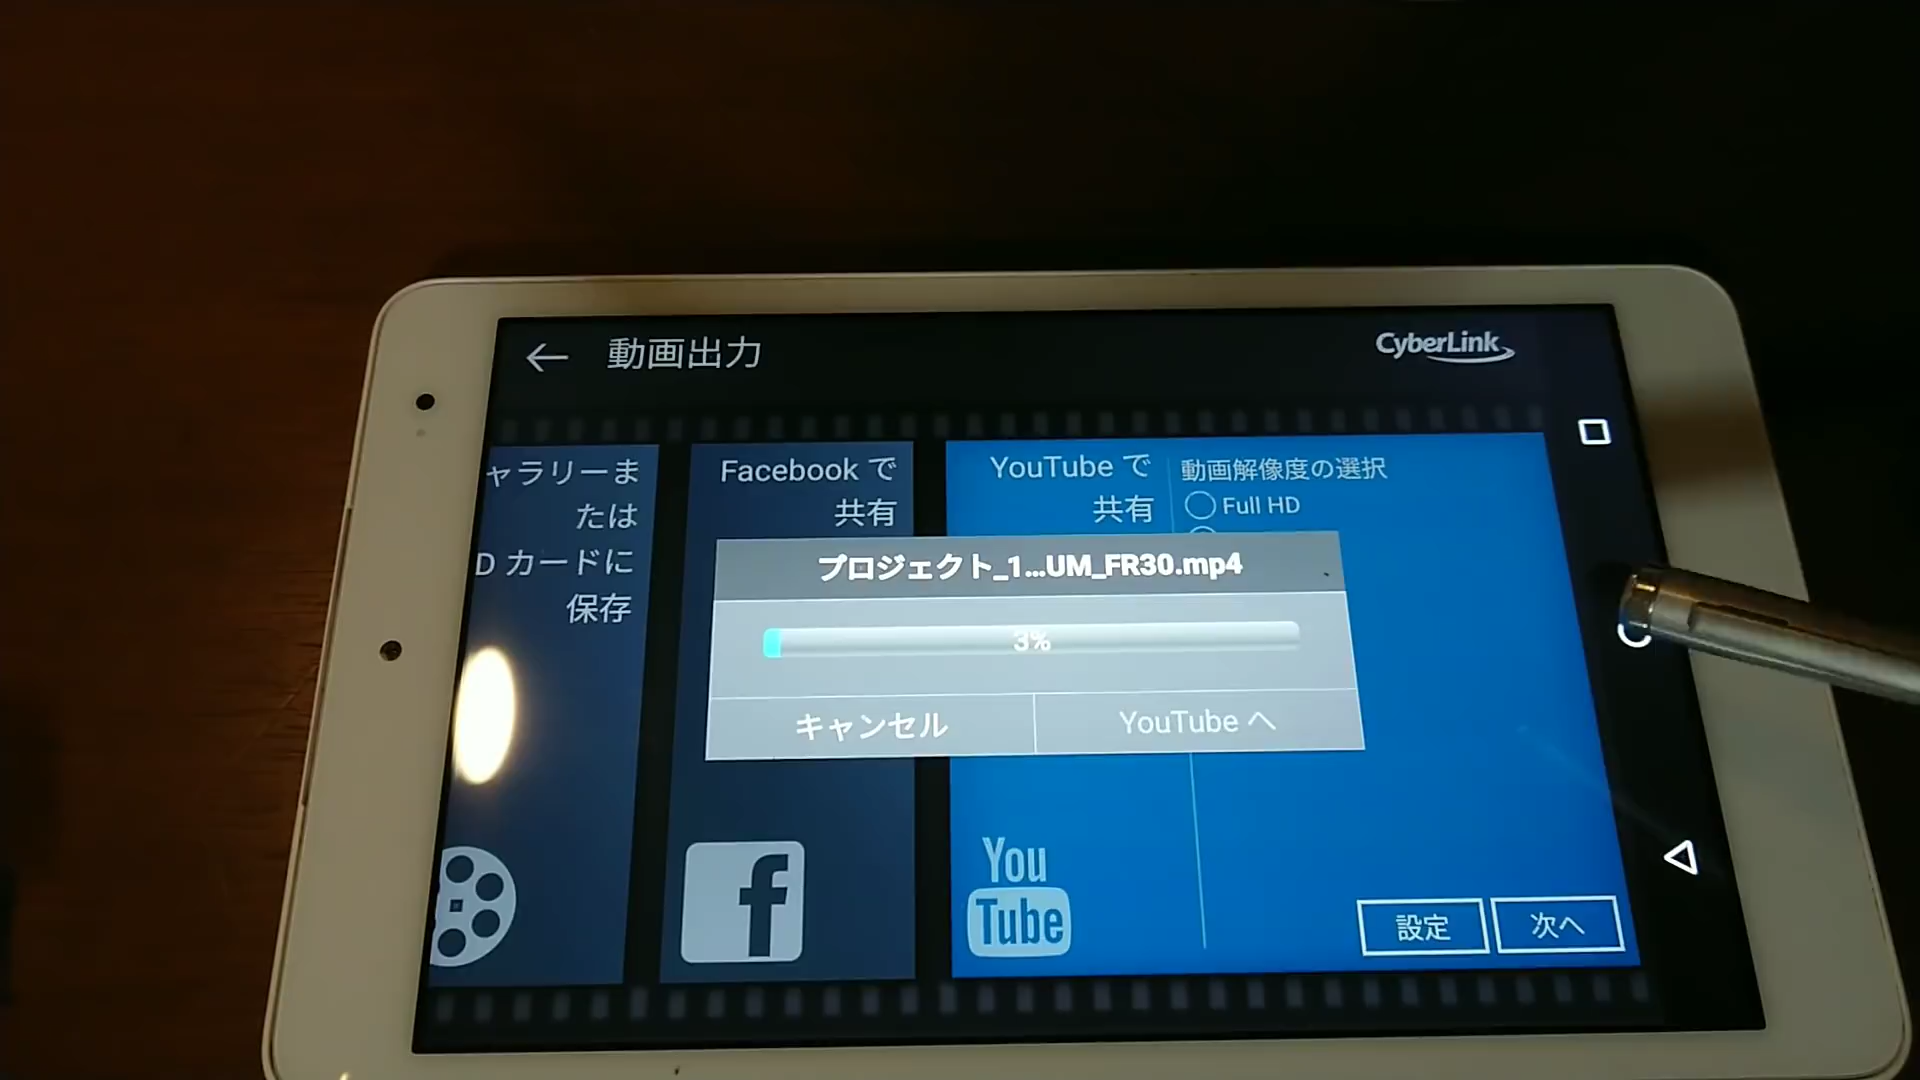 動画出力
CyberLink
ャラリーま
たは
D カードに
保存
Facebook で
共有
YouTube で
共有
動画解像度の選択
Full HD
プロジェクト_1...UM_FR30.mp4
3%
キャンセル
YouTube へ
You
Tube
設定
次へ